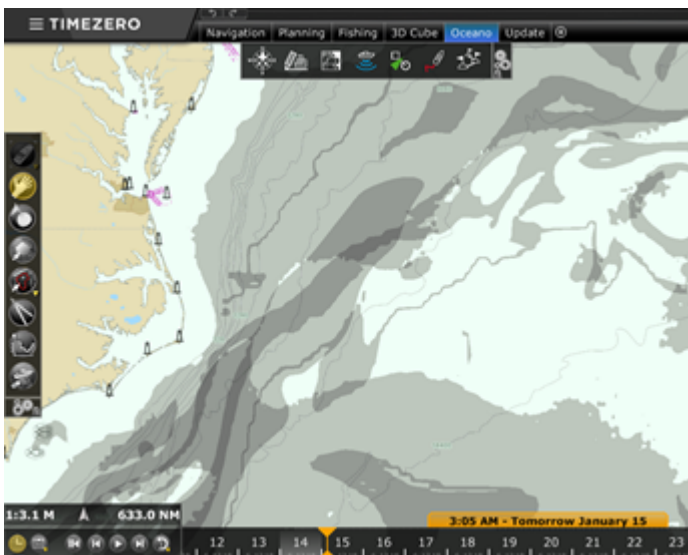 TIMEZERO
Navigation Planning Fishing 3D Cube Oceano Update
1:3.1 M 633.0 NM
3:05 AM - Tomorrow January 15
12 13 14 15 16 17 18 19 20 21 22 23